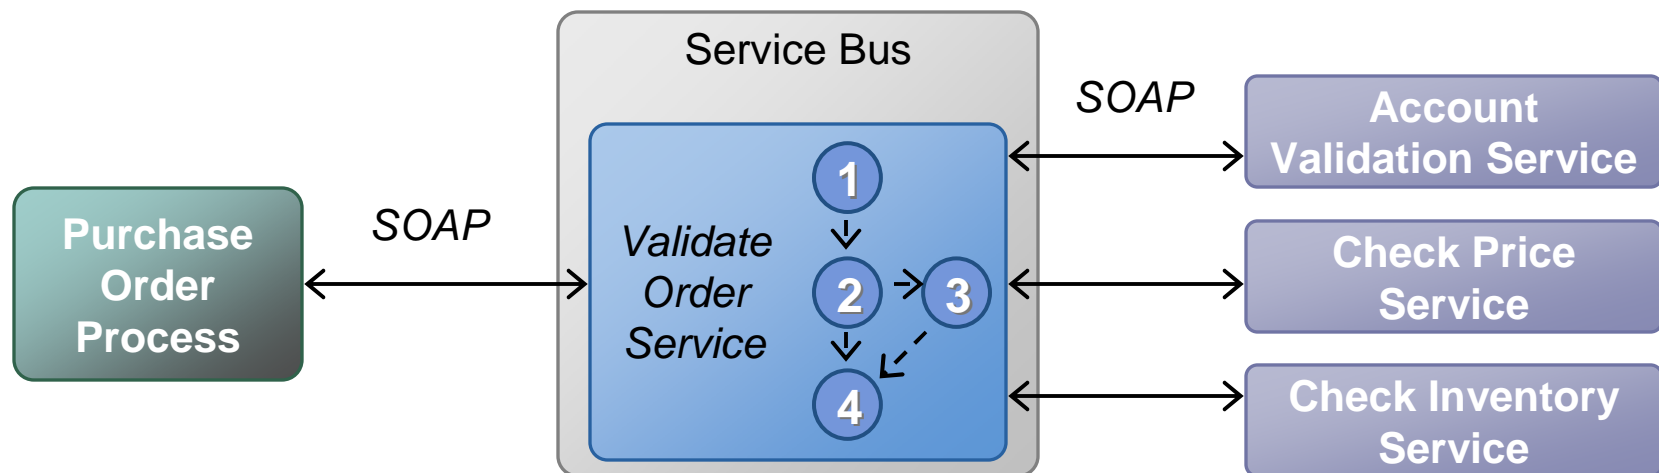 Service Bus
SOAP
Account
Validation Service
1
Purchase
Order
Process
SOAP
Validate
Order
Service
2
3
4
Check Price
Service
Check Inventory
Service